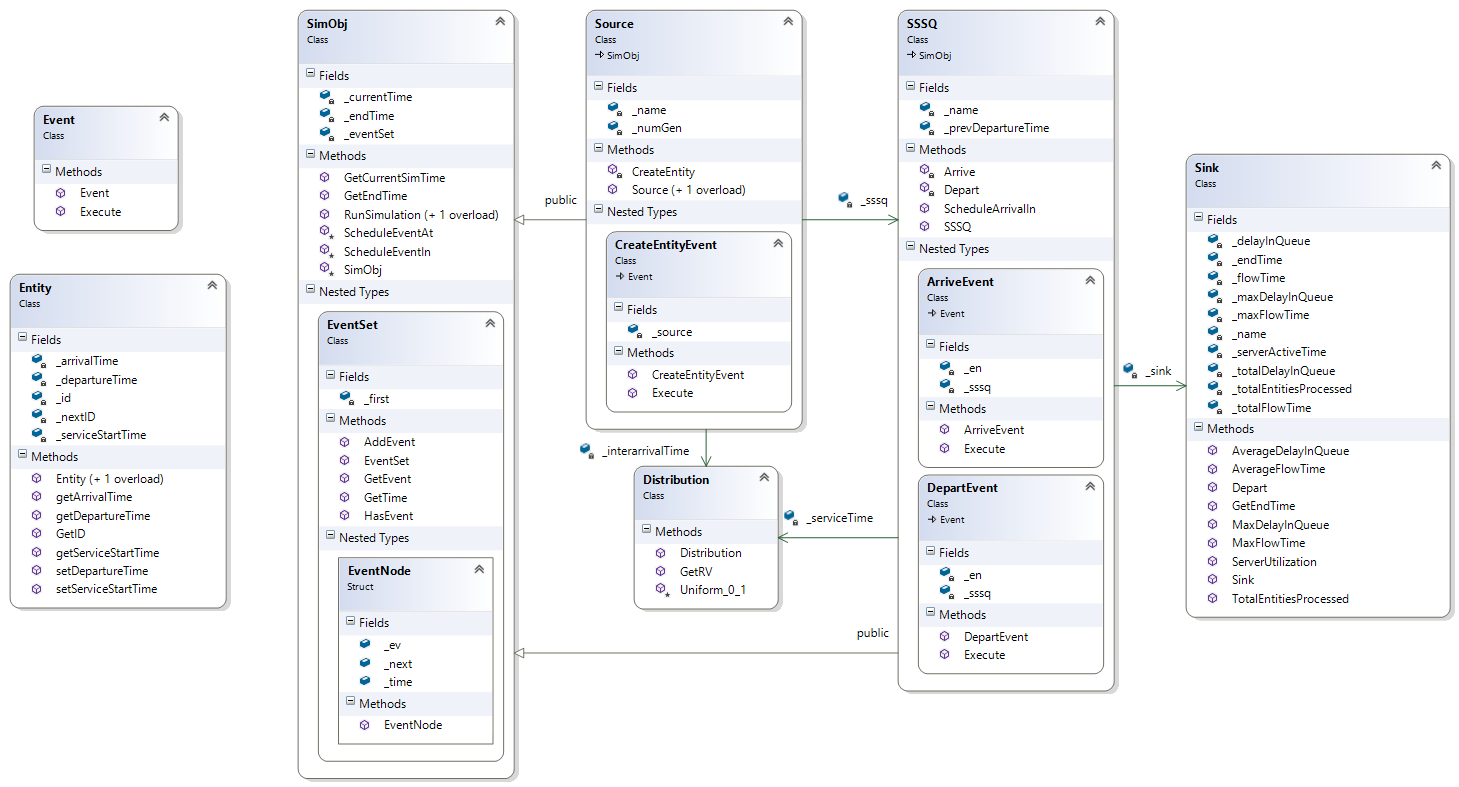 Event
Class
Methods
Event
Execute
Entity
Class
Fields
_arrivalTime
_departureTime
_id
_nextID
_serviceStartTime
Methods
Entity (+ 1 overload)
getArrivalTime
getDepartureTime
GetID
getServiceStartTime
setDepartureTime
setServiceStartTime
SimObj
Class
Fields
_currentTime
_endTime
_eventSet
Methods
GetCurrentSimTime
GetEndTime
RunSimulation (+ 1 overload)
ScheduleEventAt
ScheduleEventIn
SimObj
Nested Types
EventSet
Class
Fields
_first
Methods
AddEvent
EventSet
GetEvent
GetTime
HasEvent
Nested Types
EventNode
Struct
Fields
_ev
_next
_time
Methods
EventNode
public
Source
Class
SimObj
Fields
_name
_numGen
Methods
CreateEntity
Source (+ 1 overload)
Nested Types
CreateEntityEvent
Class
Event
Fields
_source
Methods
CreateEntityEvent
Execute
_interarrivalTime
Distribution
Class
Methods
Distribution
GetRV
Uniform_0_1
_sssq
_serviceTime
public
SSSQ
Class
SimObj
Fields
_name
_prevDepartureTime
Methods
Arrive
Depart
ScheduleArrivalIn
SSSQ
Nested Types
ArriveEvent
Class
Event
Fields
_en
_sssq
Methods
ArriveEvent
Execute
DepartEvent
Class
Event
Fields
_en
_sssq
Methods
DepartEvent
Execute
_sink
Sink
Class
Fields
_delayInQueue
_endTime
_flowTime
_maxDelayInQueue
_maxFlowTime
_name
_serverActiveTime
_totalDelayInQueue
_totalEntitiesProcessed
_totalFlowTime
Methods
AverageDelayInQueue
AverageFlowTime
Depart
GetEndTime
MaxDelayInQueue
MaxFlowTime
ServerUtilization
Sink
TotalEntitiesProcessed